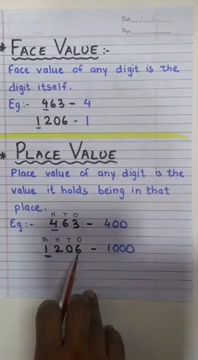 * FACE VALUE :-
Face value of any digit is the
digit itself.
Eg:- 463 - 4
1206 - 1
* PLACE VALUE
Place value of any digit is the
value it holds being in that
place.
H T O
Eg:- 463 - 400
Th H T O
1206 - 1000